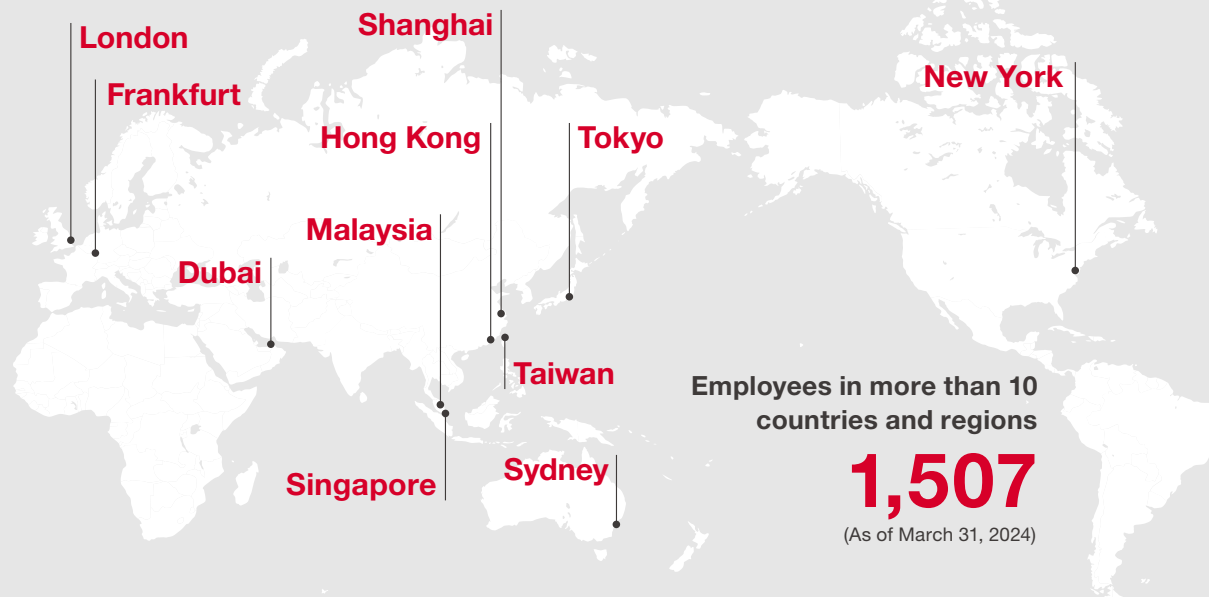 London
Frankfurt
Shanghai
New York
Hong Kong
Tokyo
Malaysia
Dubai
Taiwan
Singapore
Sydney
Employees in more than 10
countries and regions
1,507
(As of March 31, 2024)